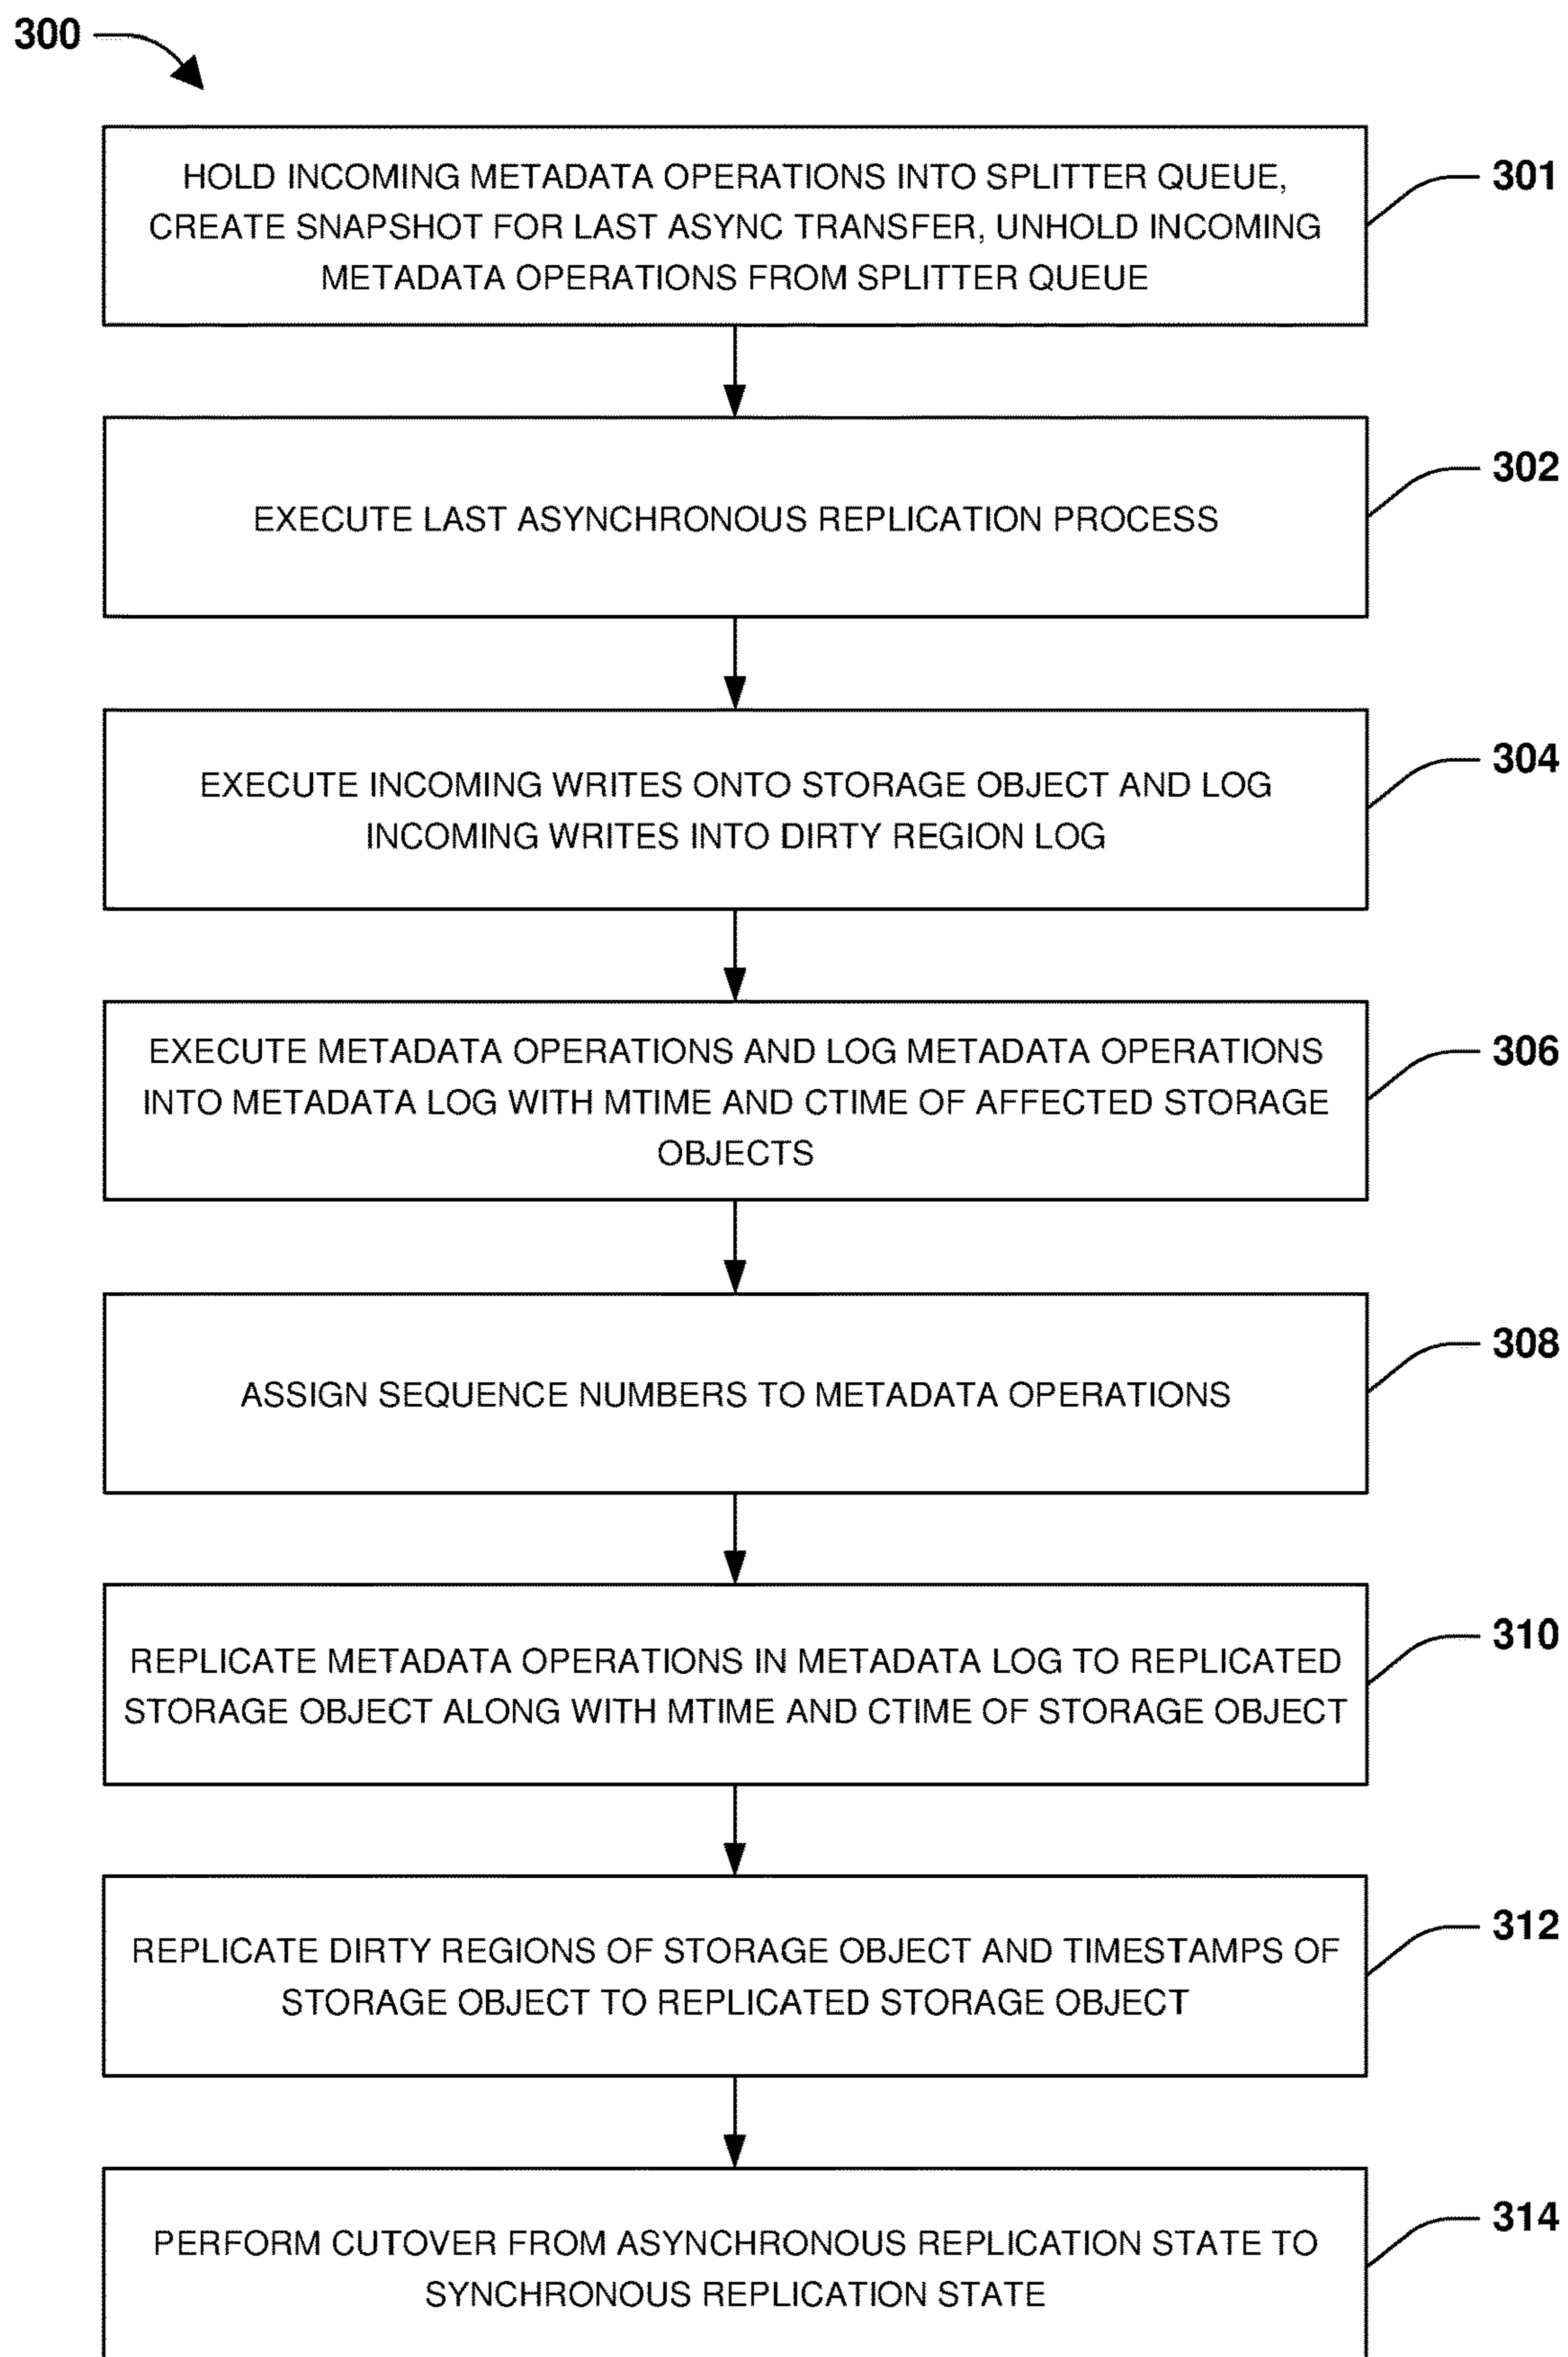 300
HOLD INCOMING METADATA OPERATIONS INTO SPLITTER QUEUE,
CREATE SNAPSHOT FOR LAST ASYNC TRANSFER, UNHOLD INCOMING
METADATA OPERATIONS FROM SPLITTER QUEUE
301
EXECUTE LAST ASYNCHRONOUS REPLICATION PROCESS
302
EXECUTE INCOMING WRITES ONTO STORAGE OBJECT AND LOG
INCOMING WRITES INTO DIRTY REGION LOG
304
EXECUTE METADATA OPERATIONS AND LOG METADATA OPERATIONS
INTO METADATA LOG WITH MTIME AND CTIME OF AFFECTED STORAGE
OBJECTS
306
ASSIGN SEQUENCE NUMBERS TO METADATA OPERATIONS
308
REPLICATE METADATA OPERATIONS IN METADATA LOG TO REPLICATED
STORAGE OBJECT ALONG WITH MTIME AND CTIME OF STORAGE OBJECT
310
REPLICATE DIRTY REGIONS OF STORAGE OBJECT AND TIMESTAMPS OF
STORAGE OBJECT TO REPLICATED STORAGE OBJECT
312
PERFORM CUTOVER FROM ASYNCHRONOUS REPLICATION STATE TO
SYNCHRONOUS REPLICATION STATE
314